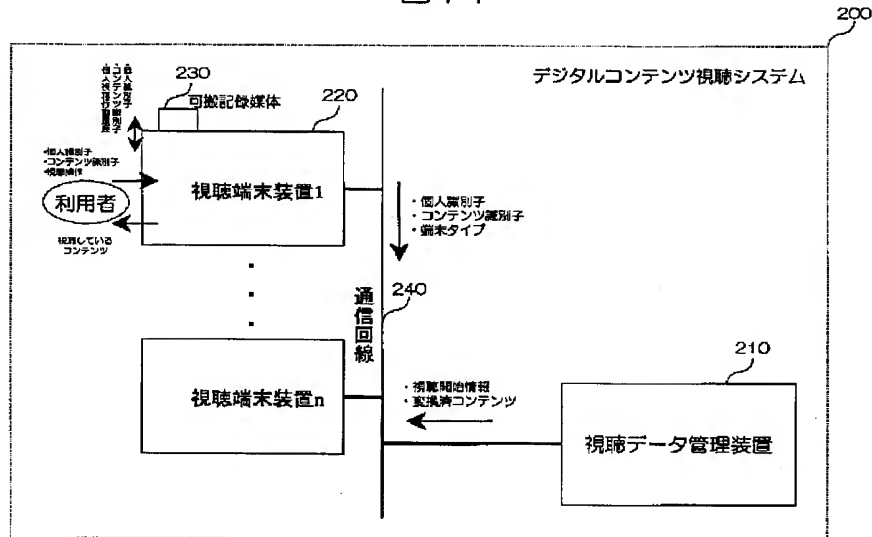 200
デジタルコンテンツ視聴システム
230
可搬記録媒体
220
・個人識別子
・コンテンツ識別子
・個人識別子
・コンテンツ識別子
・視聴操作
利用者
視聴している
コンテンツ
視聴端末装置1
・個人識別子
・コンテンツ識別子
・端末タイプ
通信回線
240
視聴端末装置n
・視聴開始情報
・変換済コンテンツ
210
視聴データ管理装置